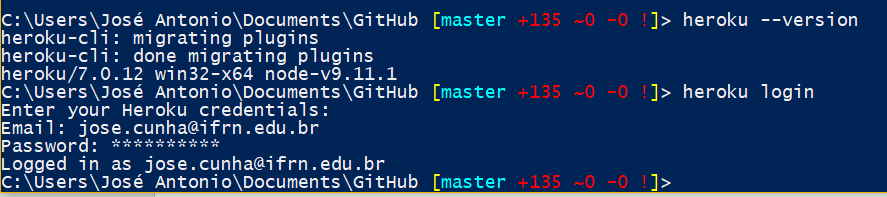 C:\Users\José Antonio\Documents\GitHub [master +135 ~0 -0 !]> heroku --version
heroku-cli: migrating plugins
heroku-cli: done migrating plugins
heroku/7.0.12 win32-x64 node-v9.11.1
C:\Users\José Antonio\Documents\GitHub [master +135 ~0 -0 !]> heroku login
Enter your Heroku credentials:
Email: jose.cunha@ifrn.edu.br
Password: **********
Logged in as jose.cunha@ifrn.edu.br
C:\Users\José Antonio\Documents\GitHub [master +135 ~0 -0 !]>